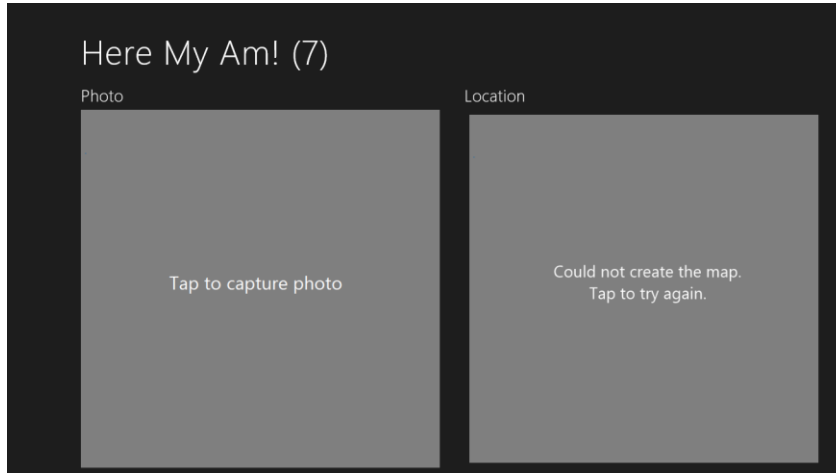 Here My Am! (7)
Photo
Location
Tap to capture photo
Could not create the map.
Tap to try again.